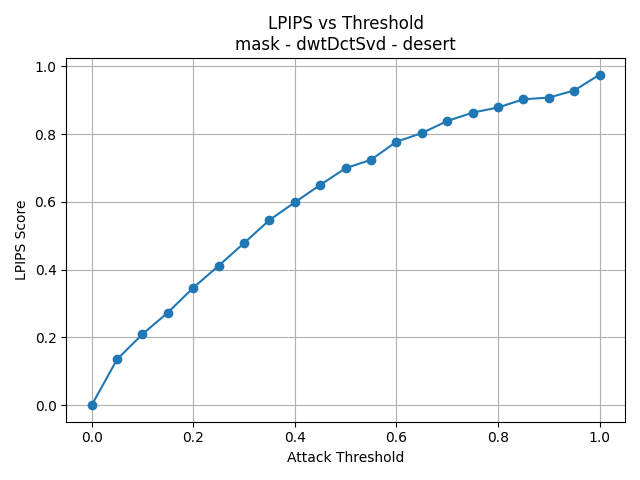 LPIPS vs Threshold
mask - dwtDctSvd - desert
1.0
0.8
0.6
0.4
0.2
0.0
LPIPS Score
0.0 0.2 0.4 0.6 0.8 1.0
Attack Threshold